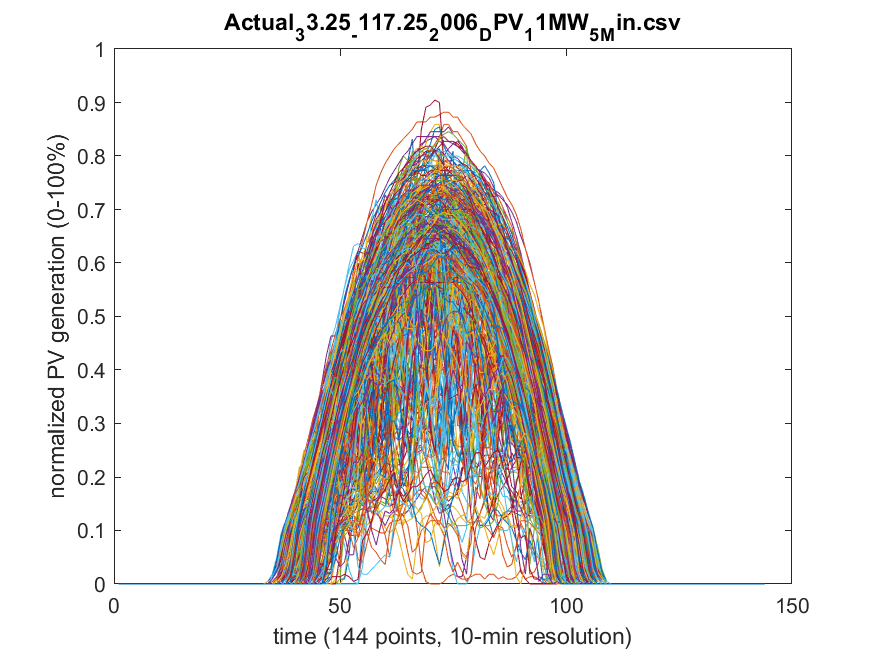 Actual_33.25_-117.25_2006_DPV_11MW_5_Min.csv
1
0.9
0.8
0.7
0.6
0.5
0.4
0.3
0.2
0.1
0
normalized PV generation (0-100%)
0 50 100 150
time (144 points, 10-min resolution)